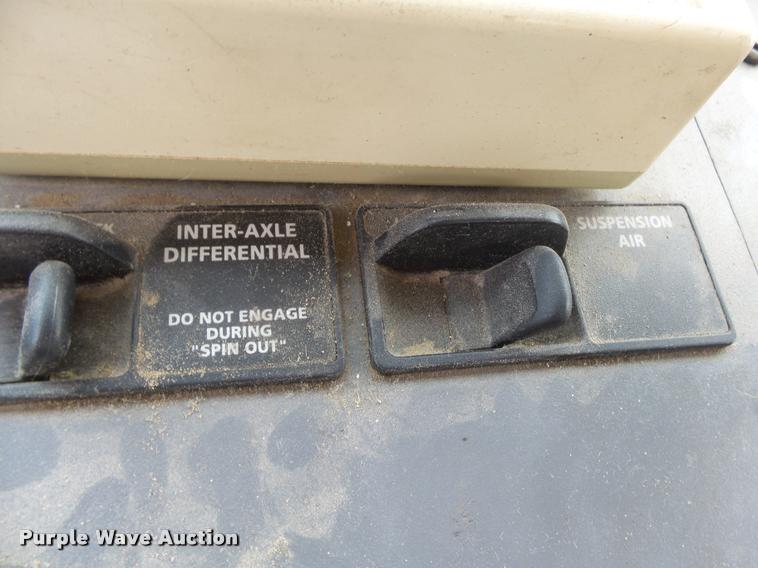 INTER-AXLE
DIFFERENTIAL
DO NOT ENGAGE
DURING
"SPIN OUT"
SUSPENSION
AIR
Purple Wave Auction